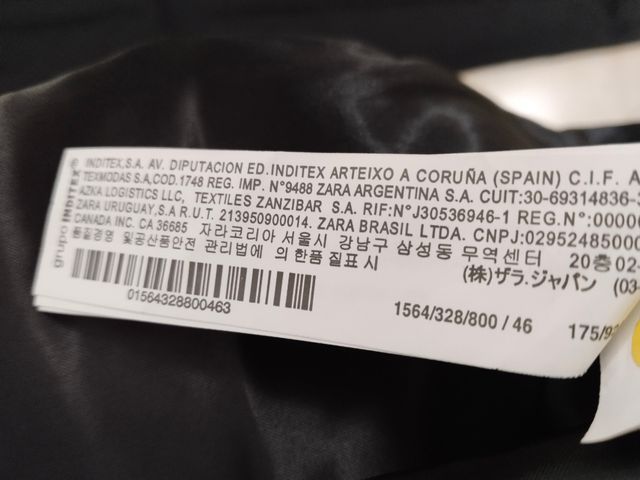 grupo INDITEX
INDITEX,S.A. AV. DIPUTACION ED.INDITEX ARTEIXO A CORUÑA (SPAIN) C.I.F. A
TEXMODAS S.A,COD.1748 REG. IMP. N°9488 ZARA ARGENTINA S.A. CUIT:30-69314836-
AZKA LOGISTICS LLC, TEXTILES ZANZIBAR S.A. RIF:N°J30536946-1 REG.N°:00000
ZARA URUGUAY,S.A R.U.T. 213950900014. ZARA BRASIL LTDA. CNPJ:0295248500
CANADA INC. CA 36685 자라코리아 서울시 강남구 삼성동 무역센터 20층 02-
품질경영 및공산품안전 관리법에 의한품질표시 (株)ザラ.ジャパン (03-
01564328800463
1564/328/800 / 46 175/9